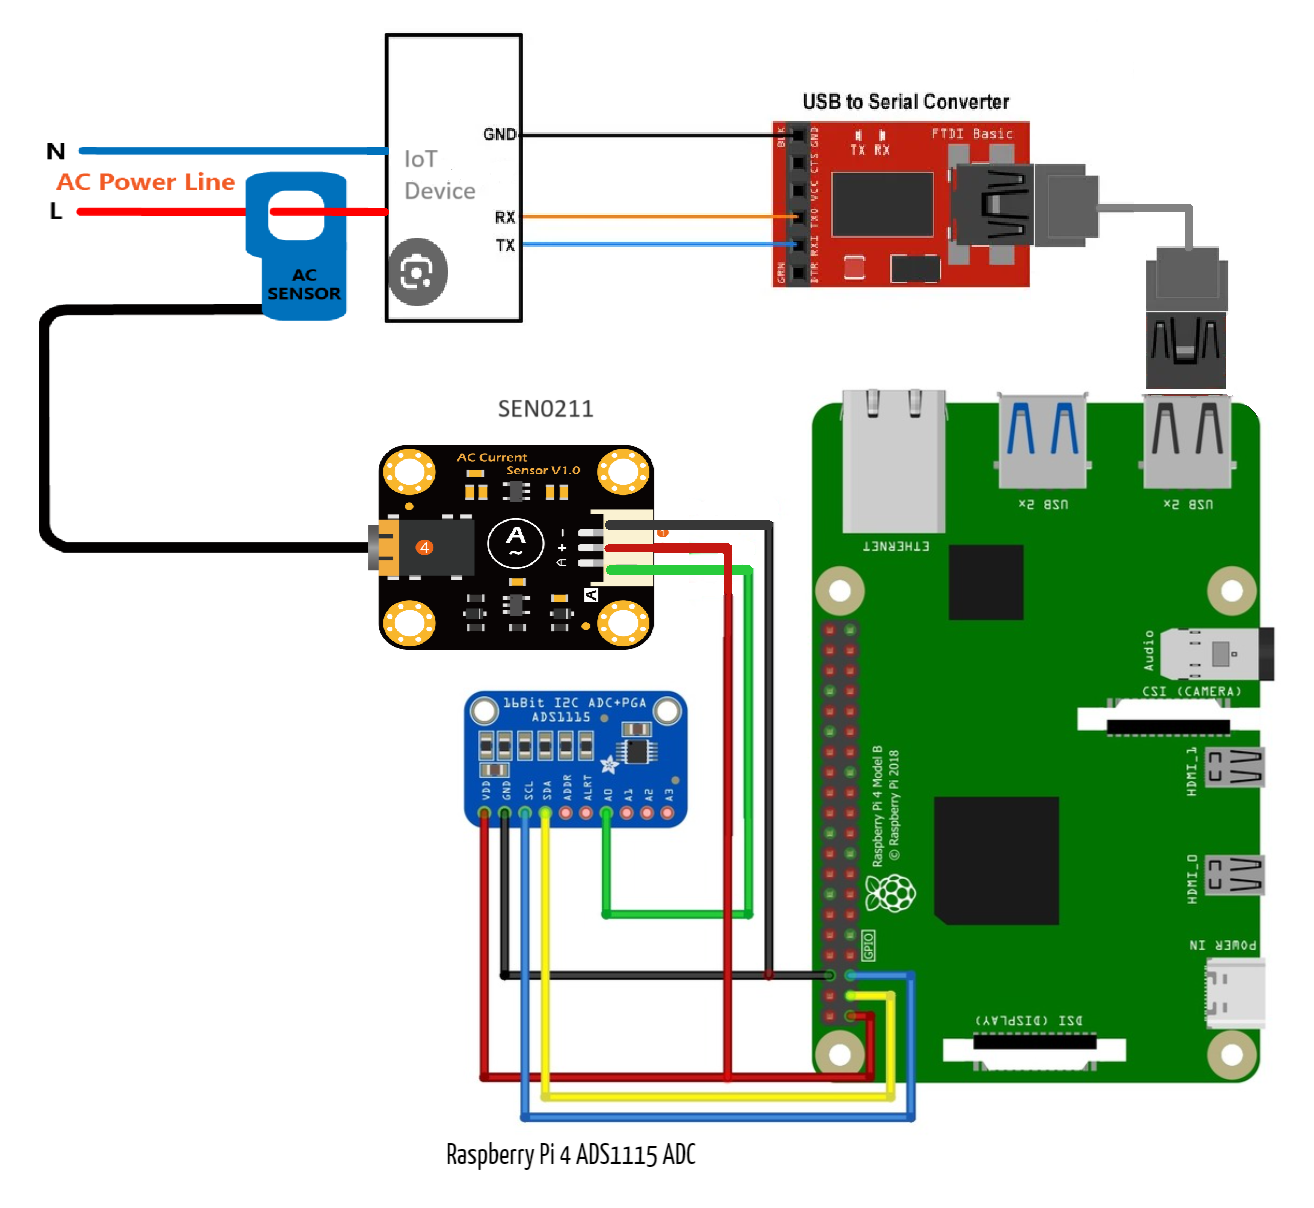 USB to Serial Converter
GND
BLK
GND
FTDI Basic
TX RX
CTS
N
IoT
Device
VCC
AC Power Line
L
RX
TXO
TX
RXI
AC
SENSOR
GRN
DTR
SEN0211
AC Current
Sensor V1.0
USB 2x
USB 2x
ETHERNET
A
~
4
- + A
1
A
Audio
CSI (CAMERA)
16Bit I2C ADC+PGA
ADS1115
VDD
GND
SCL
SDA
ADDR
ALRT
A0
A1
A2
A3
Raspberry Pi 4 Model B
© Raspberry Pi 2018
HDMI_1
HDMI_0
GPIO
POWER IN
DSI (DISPLAY)
Raspberry Pi 4 ADS1115 ADC